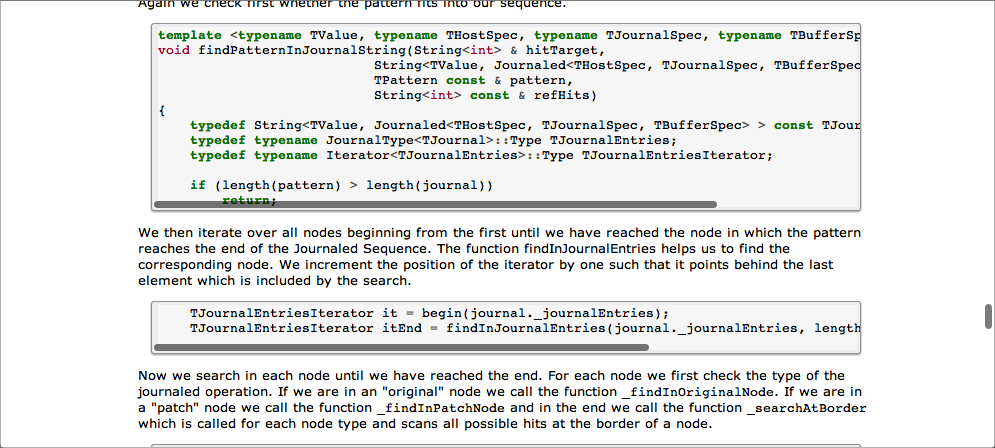 Again we check first whether the pattern fits into our sequence.
template <typename TValue, typename THostSpec, typename TJournalSpec, typename TBufferSp
void findPatternInJournalString(String<int> & hitTarget,
String<TValue, Journaled<THostSpec, TJournalSpec, TBufferSpec
TPattern const & pattern,
String<int> const & refHits)
{
typedef String<TValue, Journaled<THostSpec, TJournalSpec, TBufferSpec> > const TJour
typedef typename JournalType<TJournal>::Type TJournalEntries;
typedef typename Iterator<TJournalEntries>::Type TJournalEntriesIterator;
if (length(pattern) > length(journal))
return;
We then iterate over all nodes beginning from the first until we have reached the node in which the pattern
reaches the end of the Journaled Sequence. The function findInJournalEntries helps us to find the
corresponding node. We increment the position of the iterator by one such that it points behind the last
element which is included by the search.
TJournalEntriesIterator it = begin(journal._journalEntries);
TJournalEntriesIterator itEnd = findInJournalEntries(journal._journalEntries, length
Now we search in each node until we have reached the end. For each node we first check the type of the
journaled operation. If we are in an "original" node we call the function _findInOriginalNode. If we are in
a "patch" node we call the function _findInPatchNode and in the end we call the function _searchAtBorder
which is called for each node type and scans all possible hits at the border of a node.